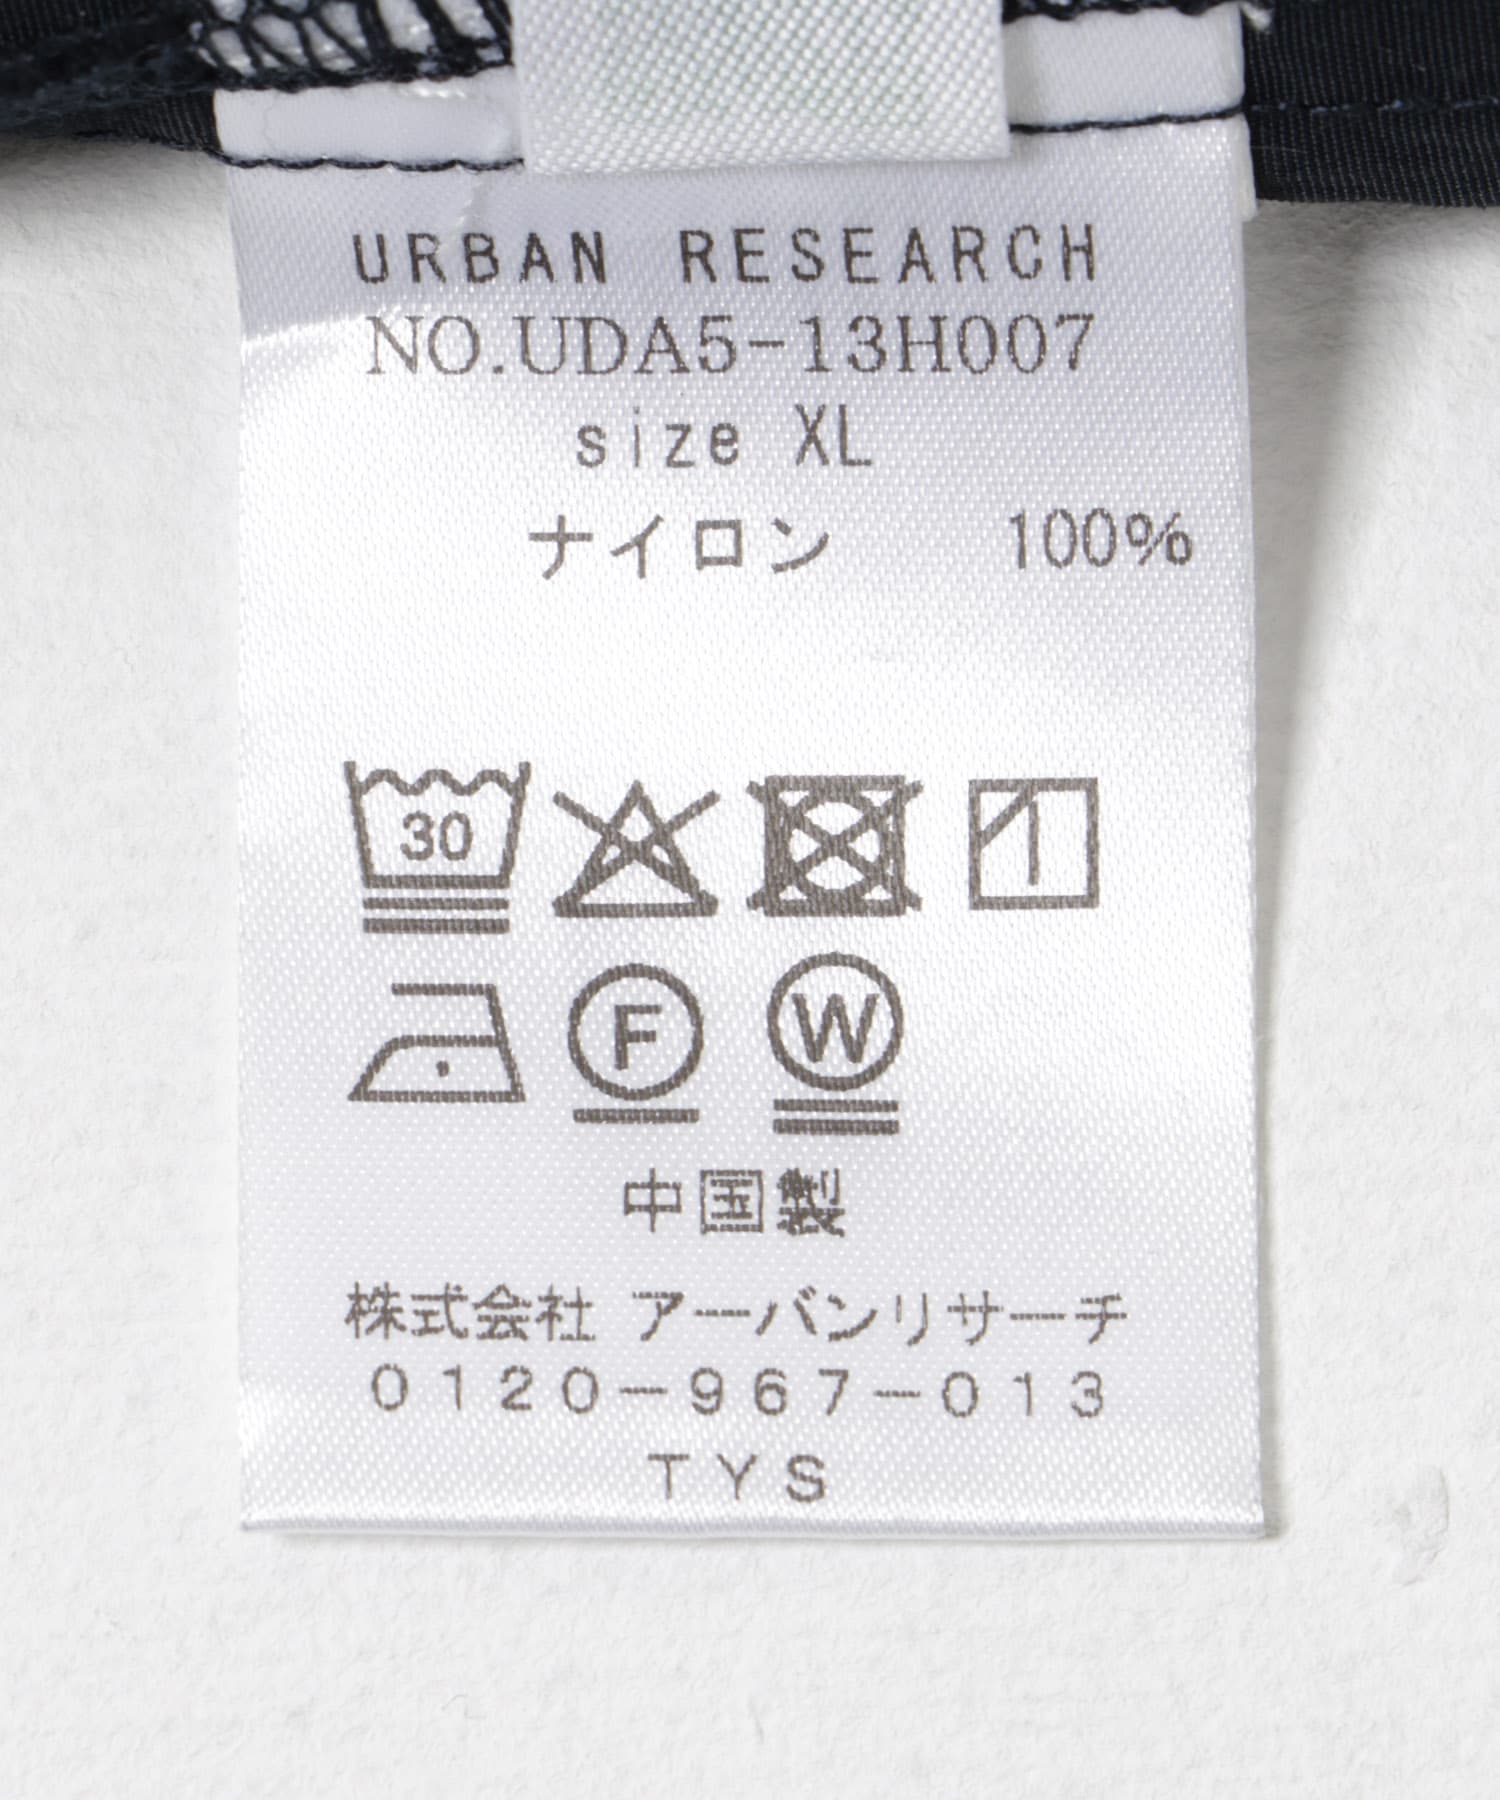 URBAN RESEARCH
NO.UDA5-13H007
size XL
ナイロン 100%
30
F W
中国製
株式会社 アーバンリサーチ
0120-967-013
TYS